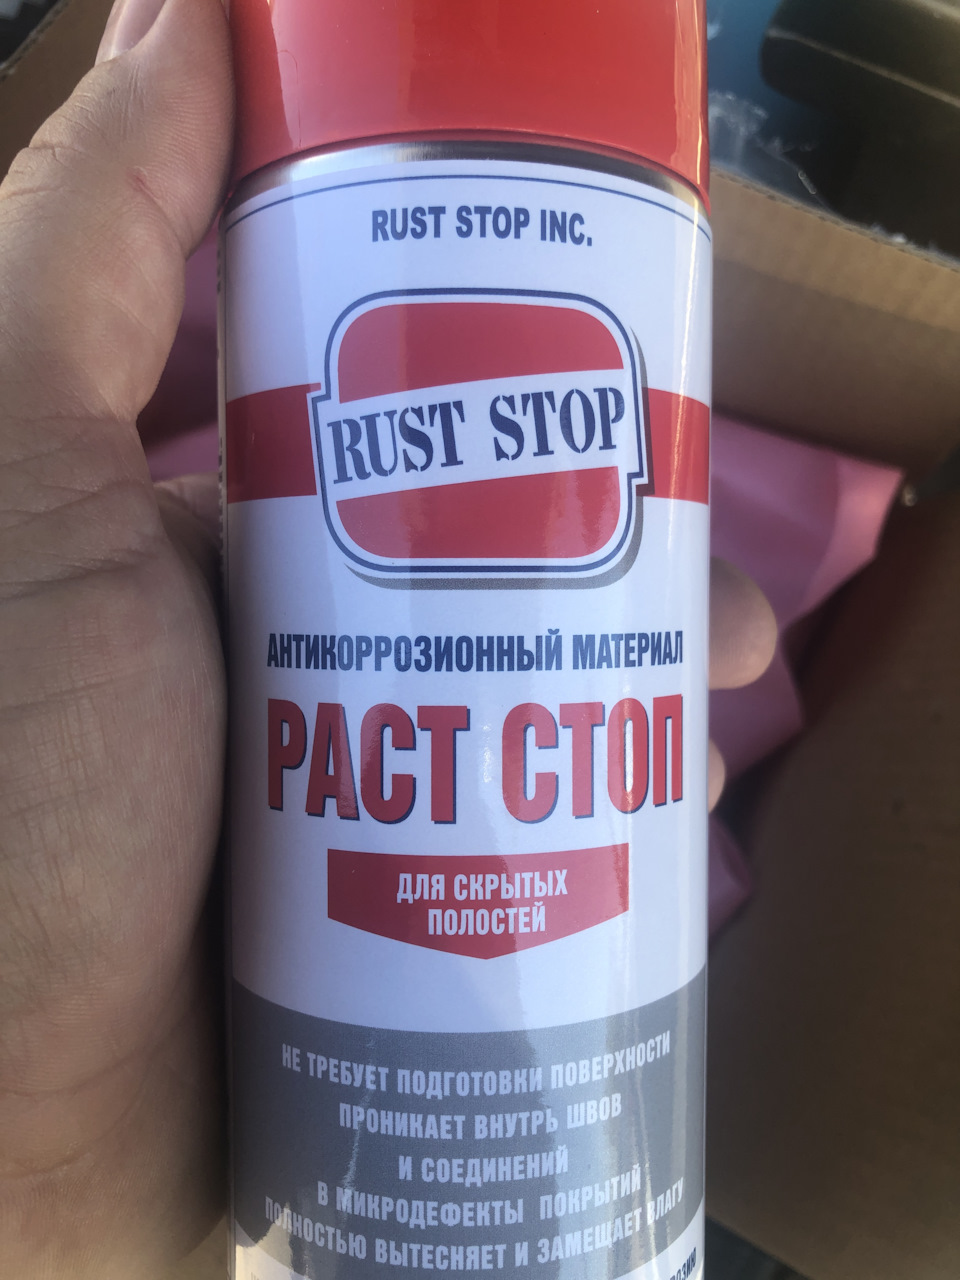 RUST STOP INC.
RUST STOP
АНТИКОРРОЗИОННЫЙ МАТЕРИАЛ
РАСТ СТОП
ДЛЯ СКРЫТЫХ
ПОЛОСТЕЙ
НЕ ТРЕБУЕТ ПОДГОТОВКИ ПОВЕРХНОСТИ
ПРОНИКАЕТ ВНУТРЬ ШВОВ
И СОЕДИНЕНИЙ
В МИКРОДЕФЕКТЫ ПОКРЫТИЙ
ПОЛНОСТЬЮ ВЫТЕСНЯЕТ И ЗАМЕЩАЕТ ВЛАГУ